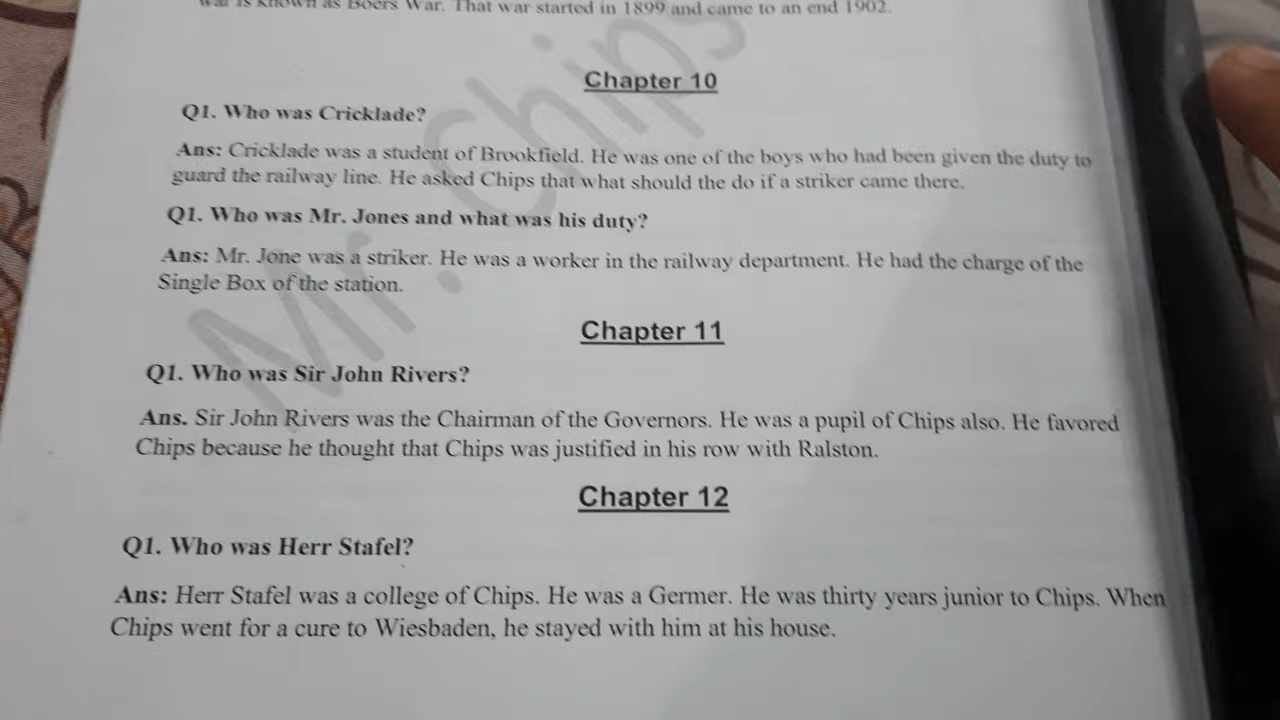 war is known as Boers War. That war started in 1899 and came to an end 1902.
Chapter 10
Q1. Who was Cricklade?
Ans: Cricklade was a student of Brookfield. He was one of the boys who had been given the duty to
guard the railway line. He asked Chips that what should the do if a striker came there.
Q1. Who was Mr. Jones and what was his duty?
Ans: Mr. Jone was a striker. He was a worker in the railway department. He had the charge of the
Single Box of the station.
Chapter 11
Q1. Who was Sir John Rivers?
Ans. Sir John Rivers was the Chairman of the Governors. He was a pupil of Chips also. He favored
Chips because he thought that Chips was justified in his row with Ralston.
Chapter 12
Q1. Who was Herr Stafel?
Ans: Herr Stafel was a college of Chips. He was a Germer. He was thirty years junior to Chips. When
Chips went for a cure to Wiesbaden, he stayed with him at his house.
Mr. Chips